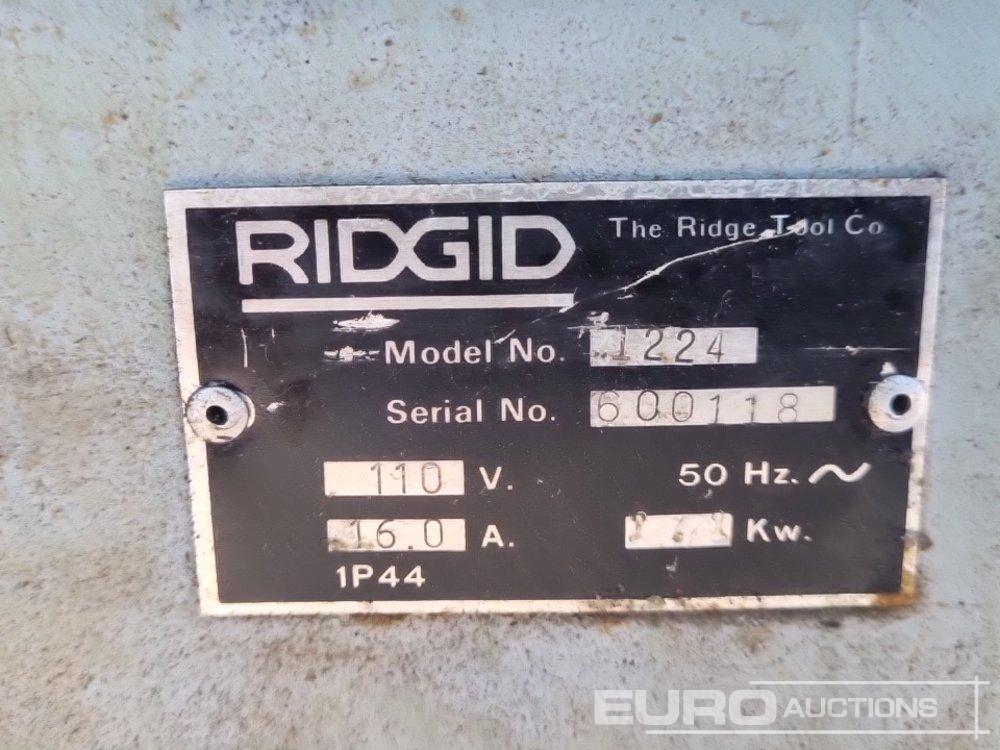 RIDGID The Ridge Tool Co
Model No. 1224
Serial No. 600118
110 V. 50 Hz. ~
16.0 A. Kw.
1P44
EURO AUCTIONS